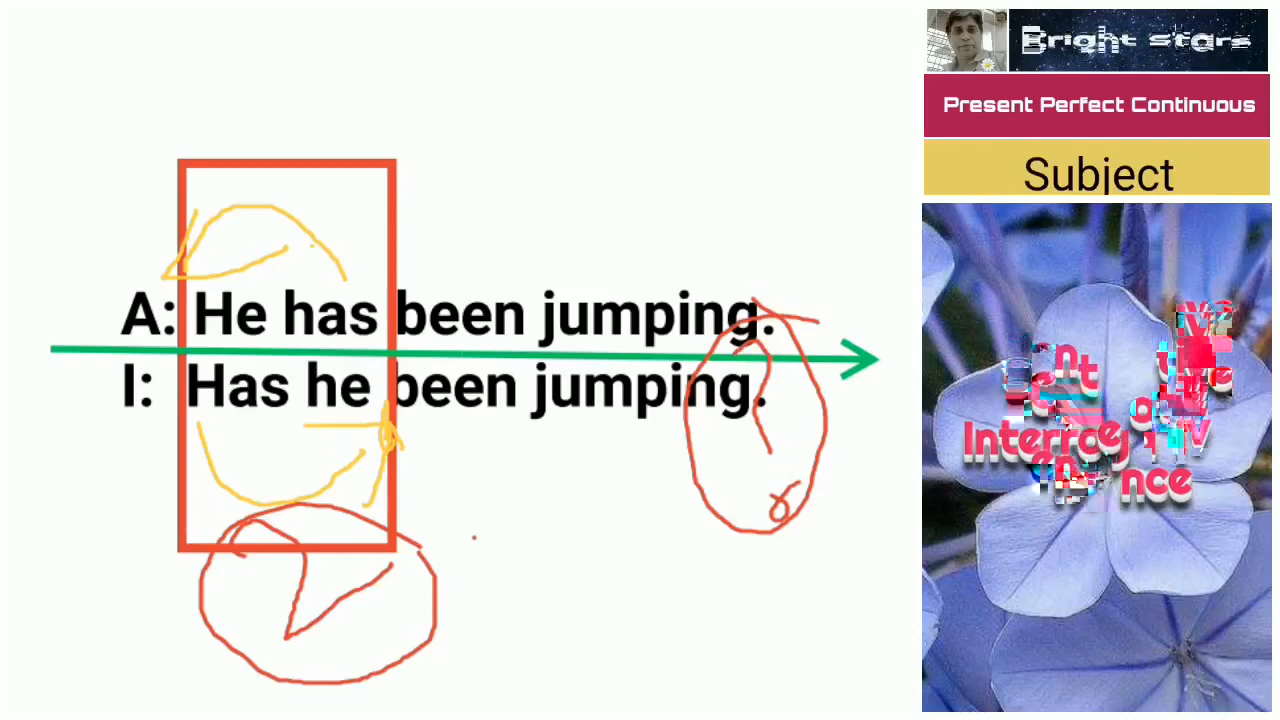 Bright stars
Present Perfect Continuous
Subject
A: He has been jumping.
I: Has he been jumping.